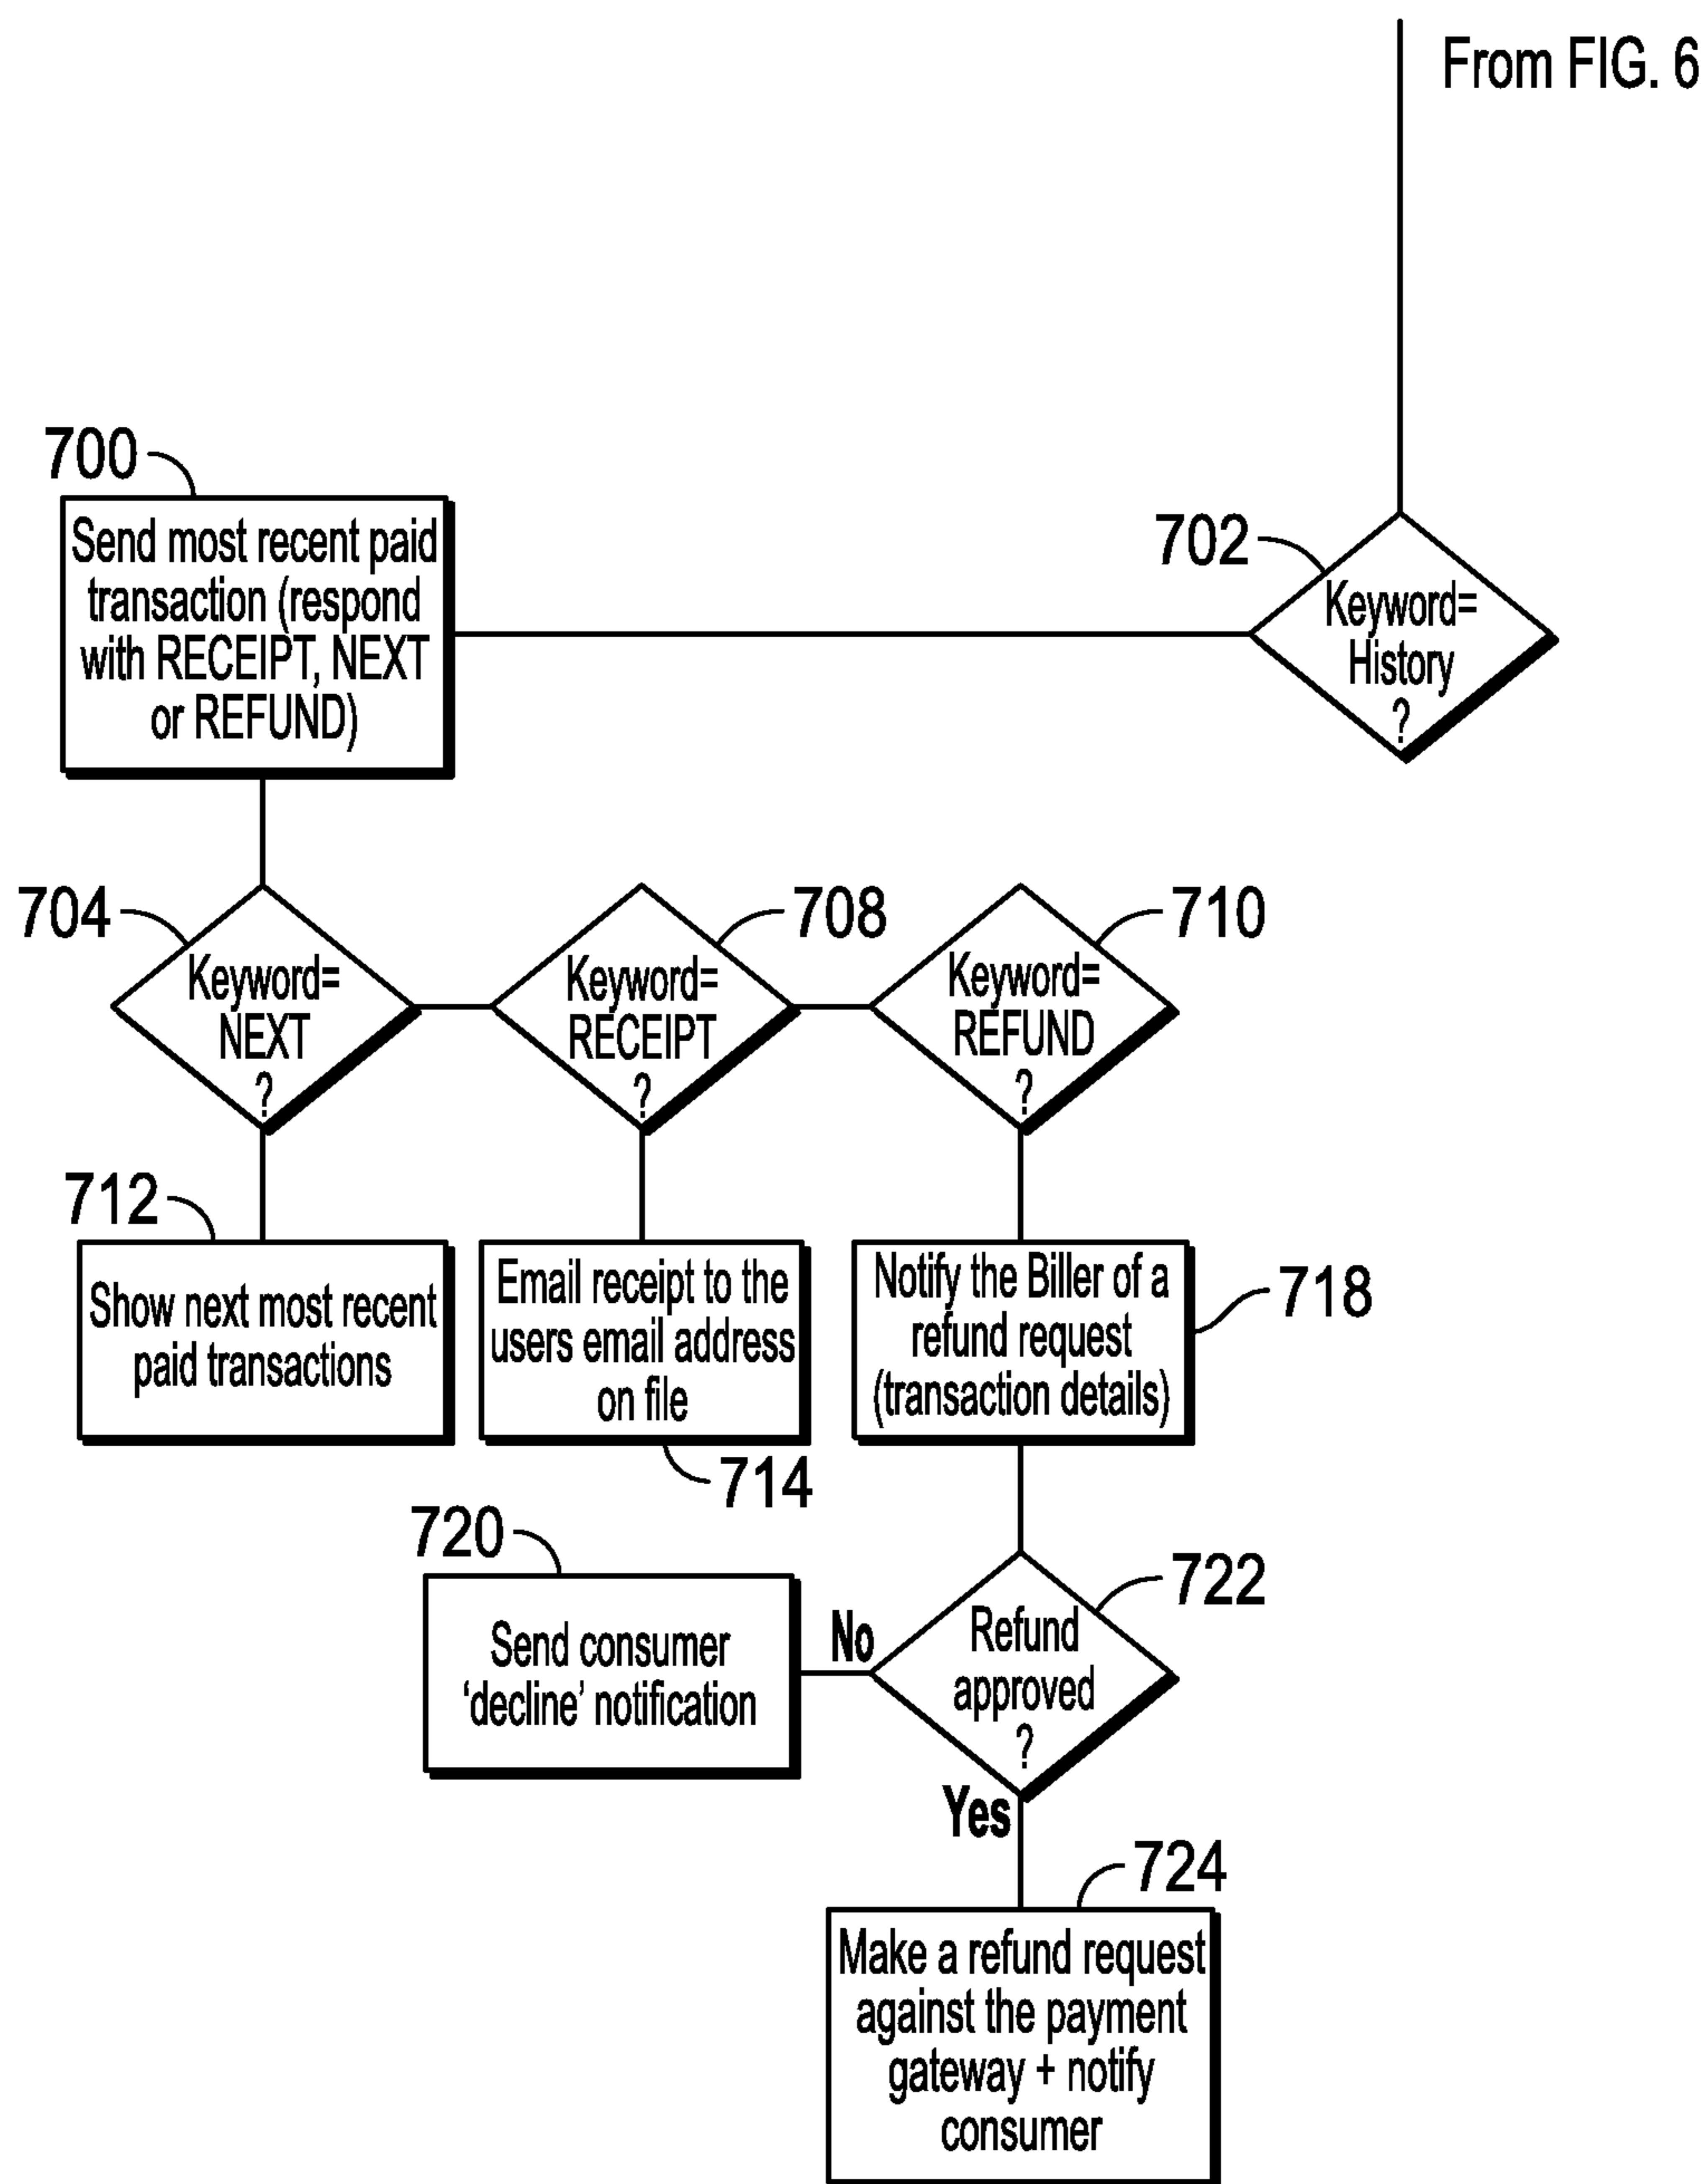 From FIG. 6
700
Send most recent paid
transaction (respond
with RECEIPT, NEXT
or REFUND)
702
Keyword=
History
?
704
Keyword=
NEXT
?
708
Keyword=
RECEIPT
?
710
Keyword=
REFUND
?
712
Show next most recent
paid transactions
Email receipt to the
users email address
on file
714
Notify the Biller of a
refund request
(transaction details)
718
720
Send consumer
‘decline’ notification
No
722
Refund
approved
?
Yes
724
Make a refund request
against the payment
gateway + notify
consumer